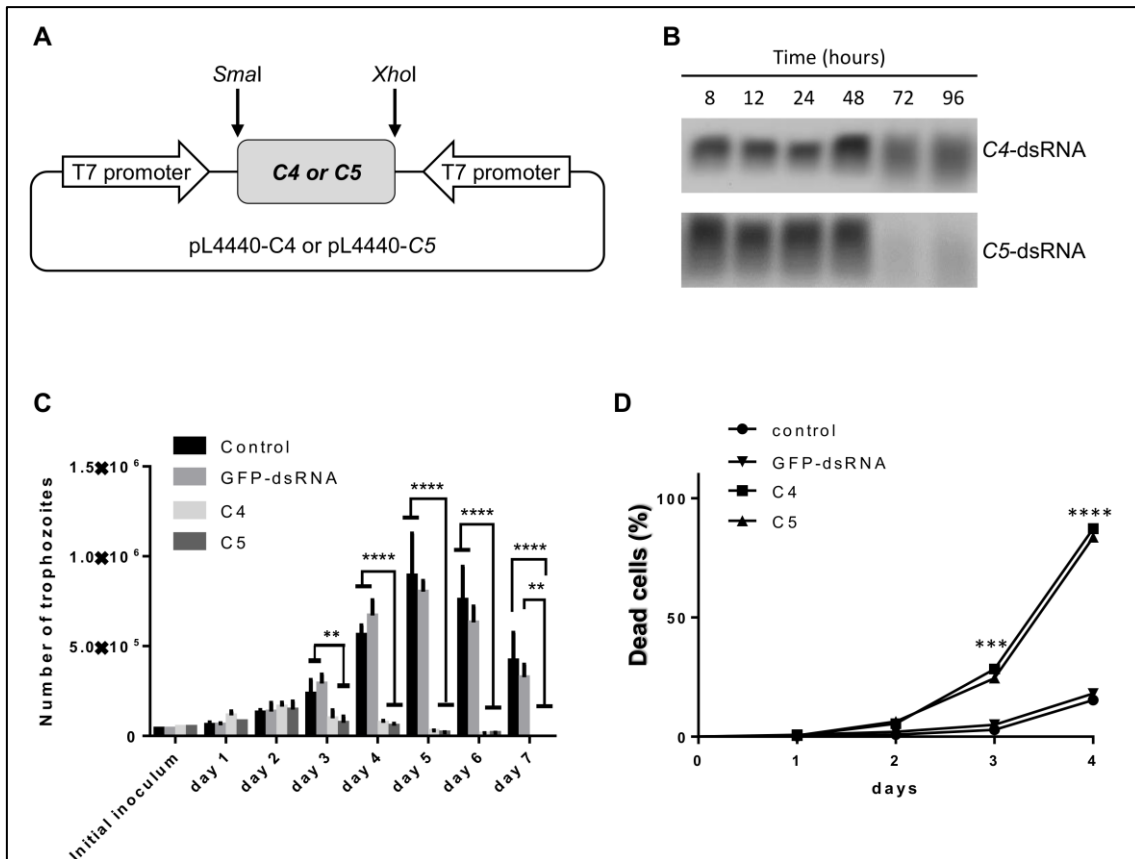 A
SmaI
XhoI
T7 promoter
C4 or C5
T7 promoter
pL4440-C4 or pL4440-C5
B
Time (hours)
8 12 24 48 72 96
C4-dsRNA
C5-dsRNA
C
Control
GFP-dsRNA
C4
C5
Number of trophozoites
1.5✖10 6
1.0✖10 6
5.0✖10 5
0
**
****
****
****
****
**
Initial inoculum
day 1
day 2
day 3
day 4
day 5
day 6
day 7
D
control
GFP-dsRNA
C4
C5
Dead cells (%)
100
50
0
***
****
0 1 2 3 4
days